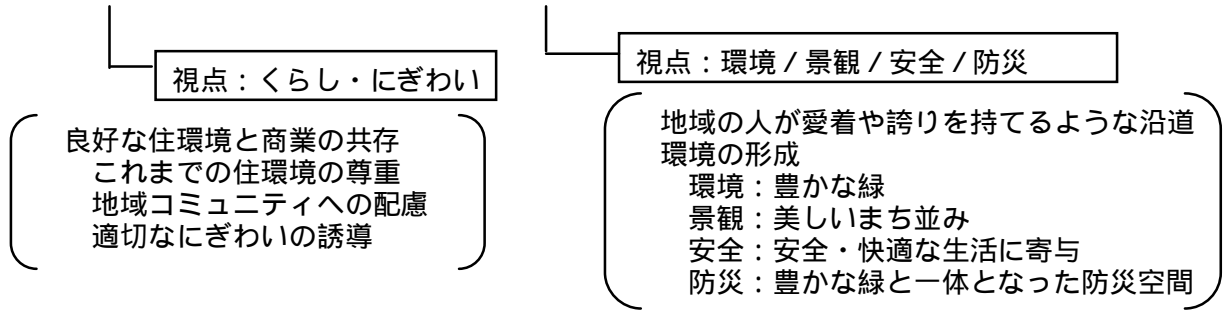 視点：くらし・にぎわい
良好な住環境と商業の共存
これまでの住環境の尊重
地域コミュニティへの配慮
適切なにぎわいの誘導
視点：環境／景観／安全／防災
地域の人が愛着や誇りを持てるような沿道
環境の形成
環境：豊かな緑
景観：美しいまち並み
安全：安全・快適な生活に寄与
防災：豊かな緑と一体となった防災空間